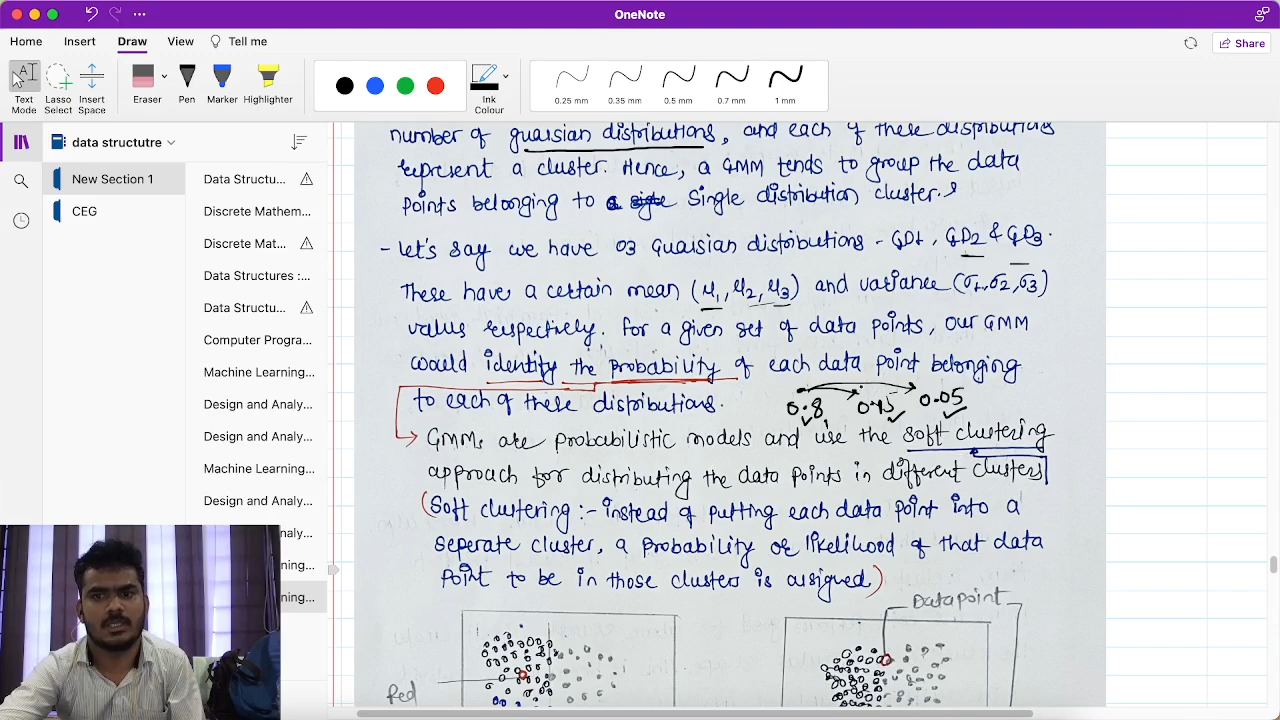 OneNote
Home Insert Draw View Tell me
Share
Text Mode
Lasso Select
Insert Space
Eraser
Pen
Marker
Highlighter
Ink Colour
0.25 mm 0.35 mm 0.5 mm 0.7 mm 1 mm
data structutre
New Section 1
CEG
Data Structu...
Discrete Mathem...
Discrete Mat...
Data Structures :...
Data Structu...
Computer Progra...
Machine Learning...
Design and Analy...
Design and Analy...
Machine Learning...
Design and Analy...
number of guaisian distributions, and each of these distributions
represent a cluster. Hence, a GMM tends to group the data
points belonging to Single distribution cluster.
- Let's say we have 03 Guaisian distributions - GD1, GD2 & GD3.
These have a certain mean (μ1, μ2, μ3) and variance (σ1, σ2, σ3)
value respectively. for a given set of data points, our GMM
would identify the probability of each data point belonging
to each of these distributions.
0.8 0.45 0.05
GMMs are probabilistic models and use the soft clustering
approach for distributing the data points in different clusters
(Soft clustering :- instead of putting each data point into a
seperate cluster, a probability or likelihood of that data
point to be in those clusters is assigned)
Datapoint
Red